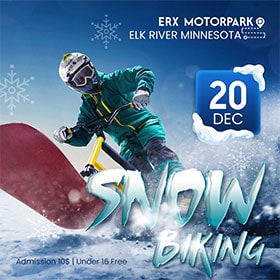 ERX MOTORPARK
ELK RIVER MINNESOTA
20
DEC
SNOW
BIKING
Admission 10$ | Under 16 Free